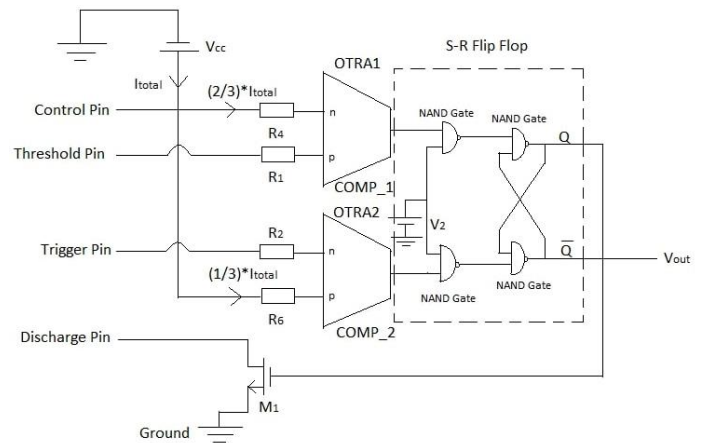 Vcc
S-R Flip Flop
Itotal
(2/3)*Itotal
OTRA1
Control Pin
n
NAND Gate
NAND Gate
R4
Q
Threshold Pin
p
R1
COMP_1
OTRA2
R2
V2
Trigger Pin
n
Q
Vout
(1/3)*Itotal
p
NAND Gate
NAND Gate
R6
COMP_2
Discharge Pin
M1
Ground